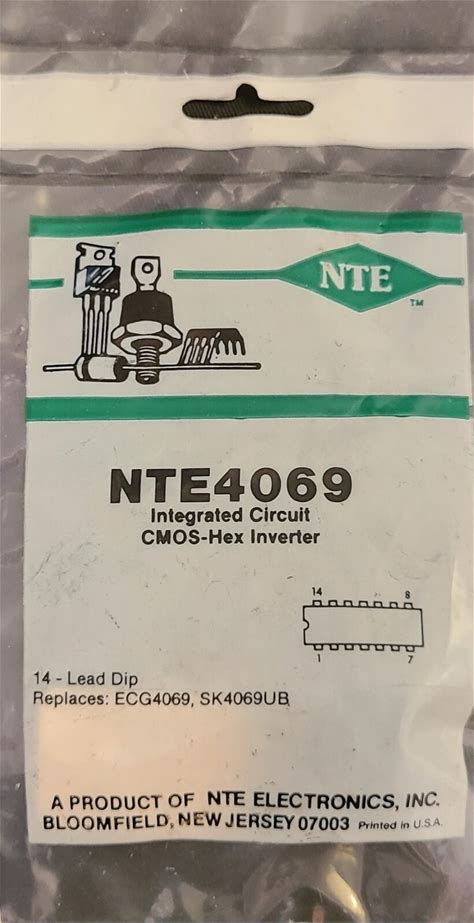 NTE
TM
NTE4069
Integrated Circuit
CMOS-Hex Inverter
14 8
1 7
14 - Lead Dip
Replaces: ECG4069, SK4069UB
A PRODUCT OF NTE ELECTRONICS, INC.
BLOOMFIELD, NEW JERSEY 07003 Printed in U.S.A.